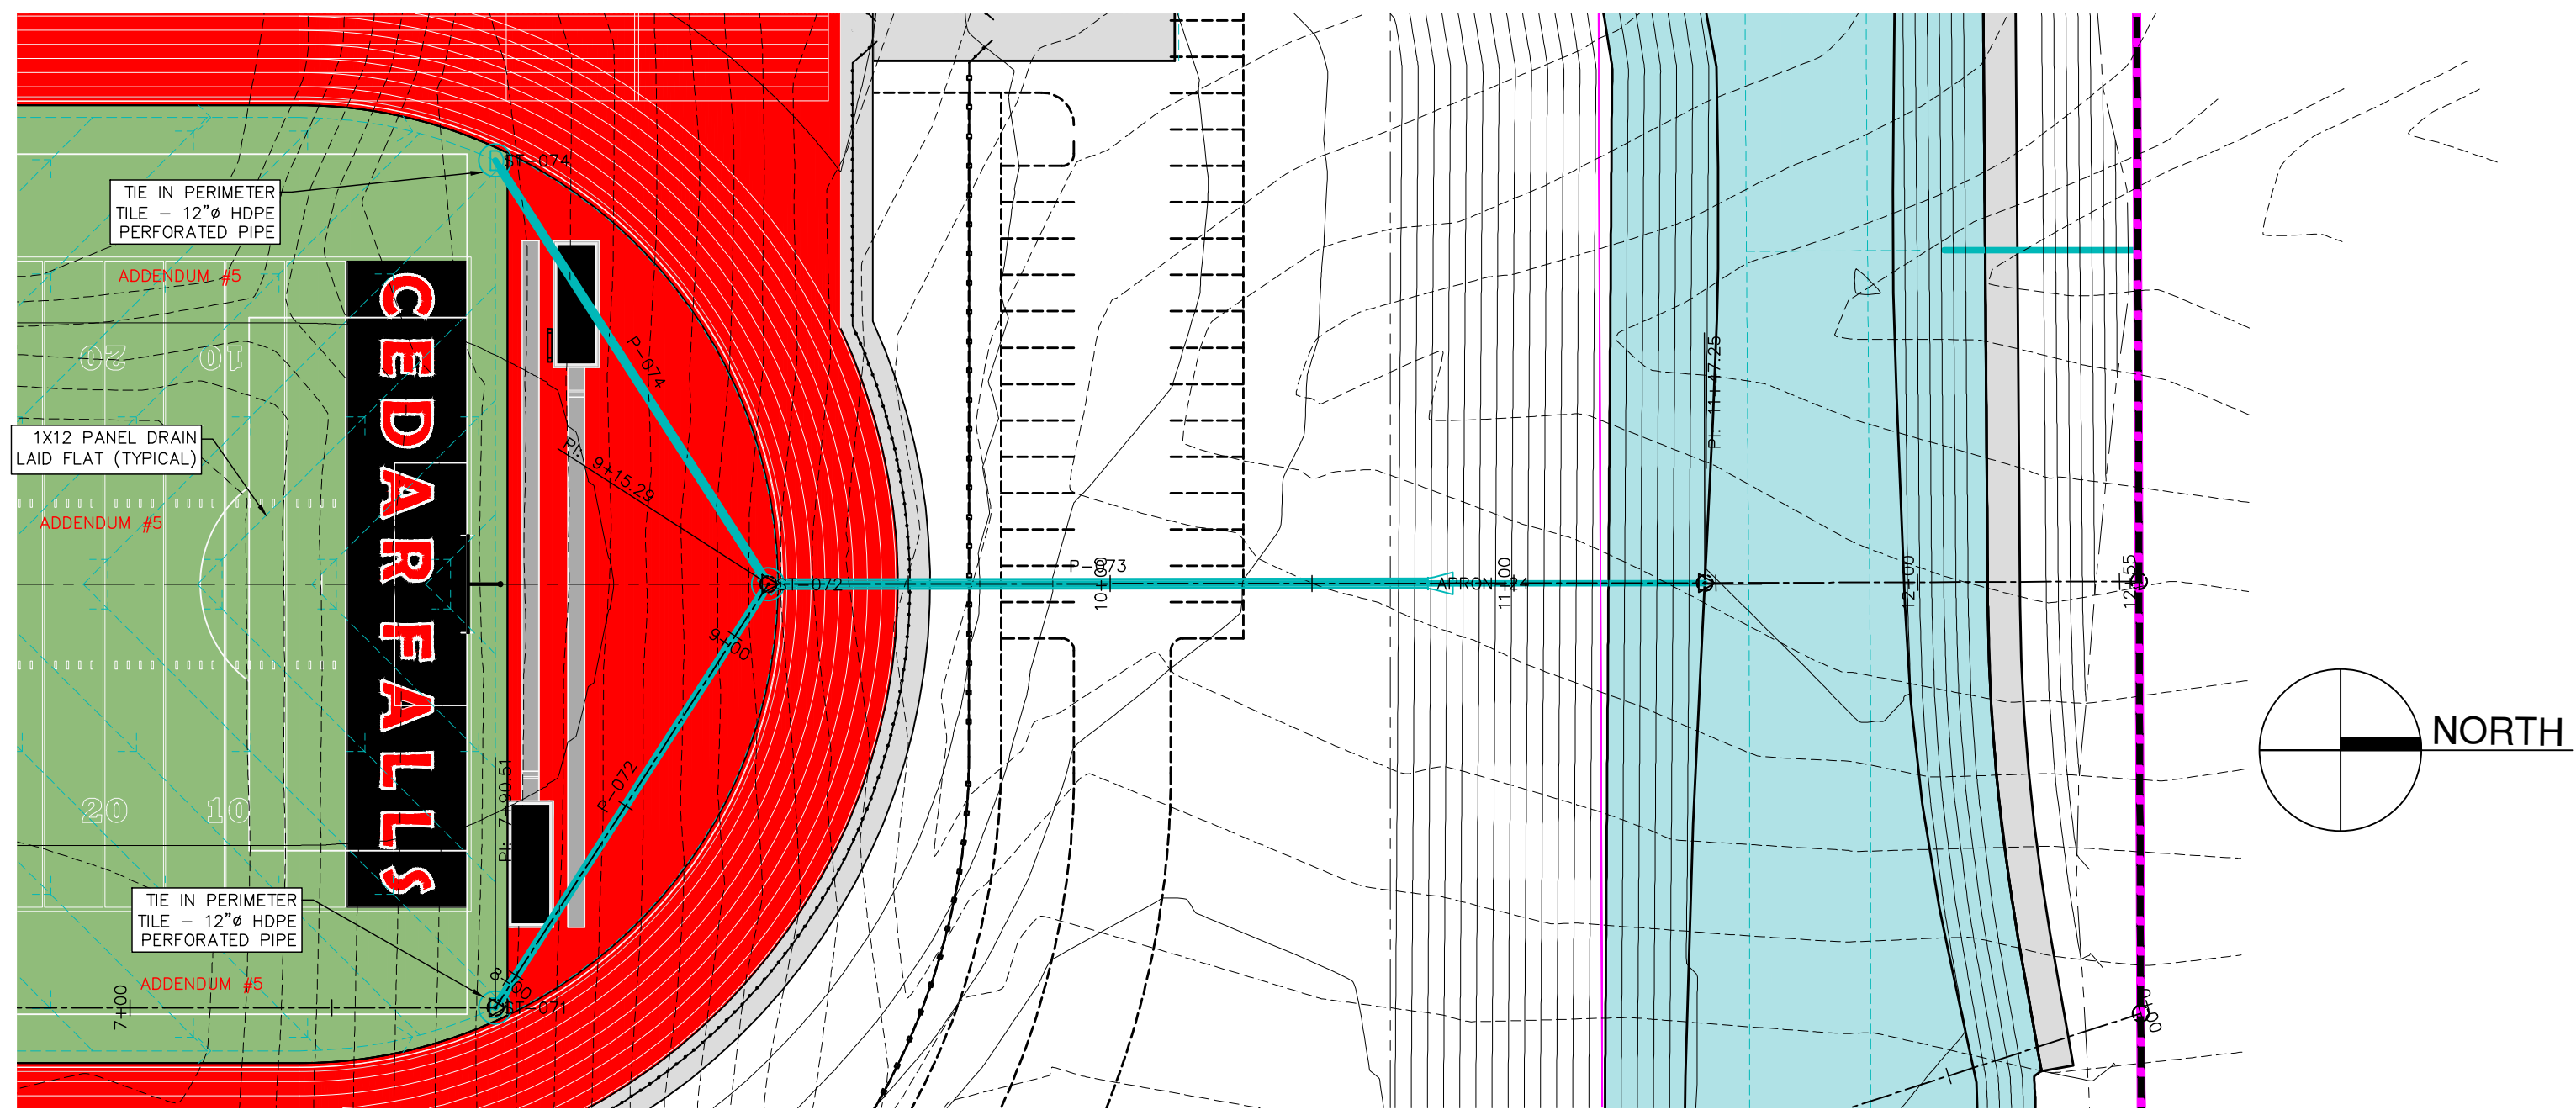 ST-074
TIE IN PERIMETER
TILE – 12"ø HDPE
PERFORATED PIPE
ADDENDUM #5
20
10
P-074
PI: 11+47.25
1X12 PANEL DRAIN
LAID FLAT (TYPICAL)
PI: 9+15.29
ADDENDUM #5
CEDAR FALLS
ST-072
P-073
10+00
APRON-24
11+00
12+00
12+55
9+00
NORTH
P-072
PI: 7+90.51
20
10
TIE IN PERIMETER
TILE – 12"ø HDPE
PERFORATED PIPE
ADDENDUM #5
8+00
ST-071
7+00